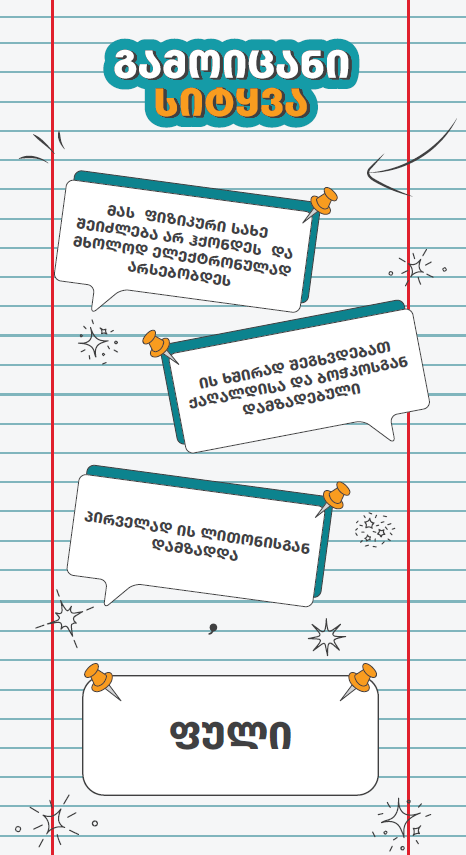 გამოიცანი
სიტყვა
მას ფიზიკური სახე
შეიძლება არ ჰქონდეს და
მხოლოდ ელექტრონულად
არსებობდეს
ის ხშირად შეგხვდებათ
ქაღალდისა და ბოჭკოსგან
დამზადებული
პირველად ის ლითონისგან
დამზადდა
ფული